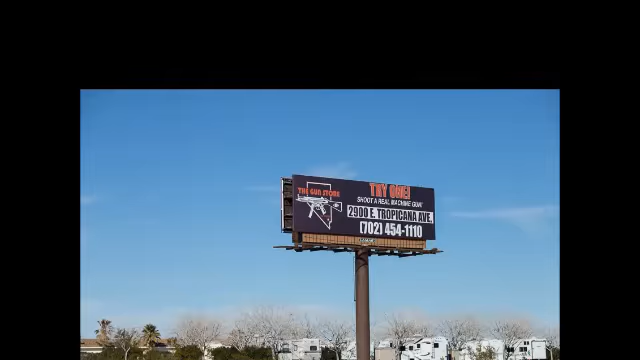 THE GUN STORE
TRY ONE!
SHOOT A REAL MACHINE GUN!
2900 E. TROPICANA AVE.
(702) 454-1110